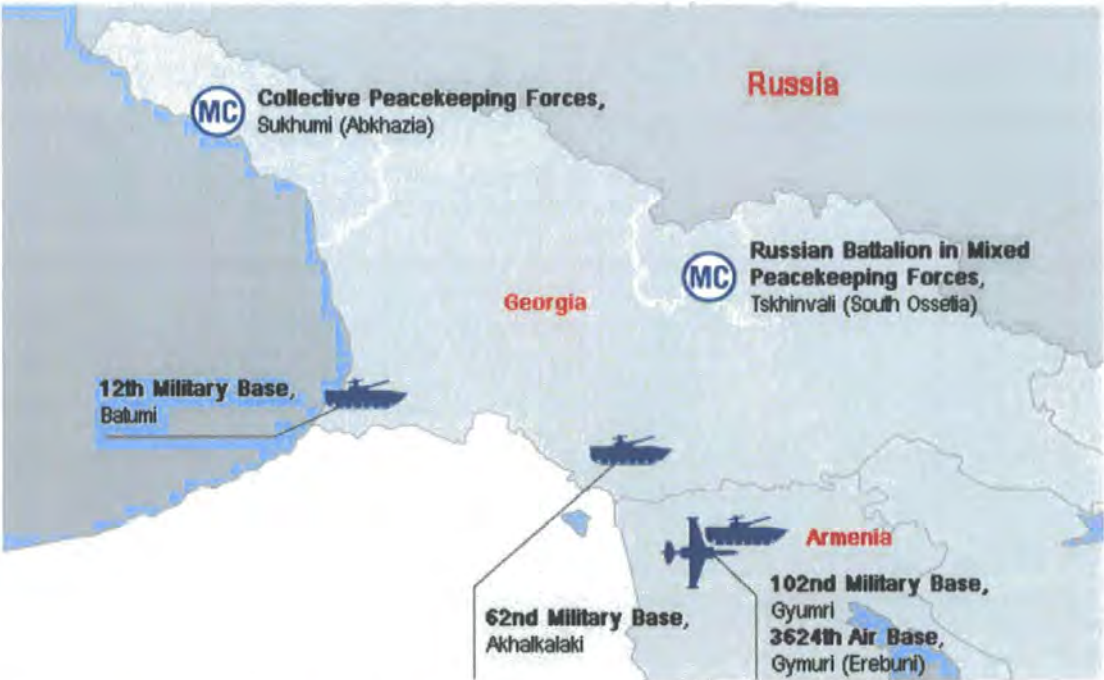 Russia
MC
Collective Peacekeeping Forces,
Sukhumi (Abkhazia)
MC
Russian Battalion in Mixed
Peacekeeping Forces,
Tskhinvali (South Ossetia)
Georgia
12th Military Base,
Batumi
Armenia
62nd Military Base,
Akhalkalaki
102nd Military Base,
Gyumri
3624th Air Base,
Gymuri (Erebuni)